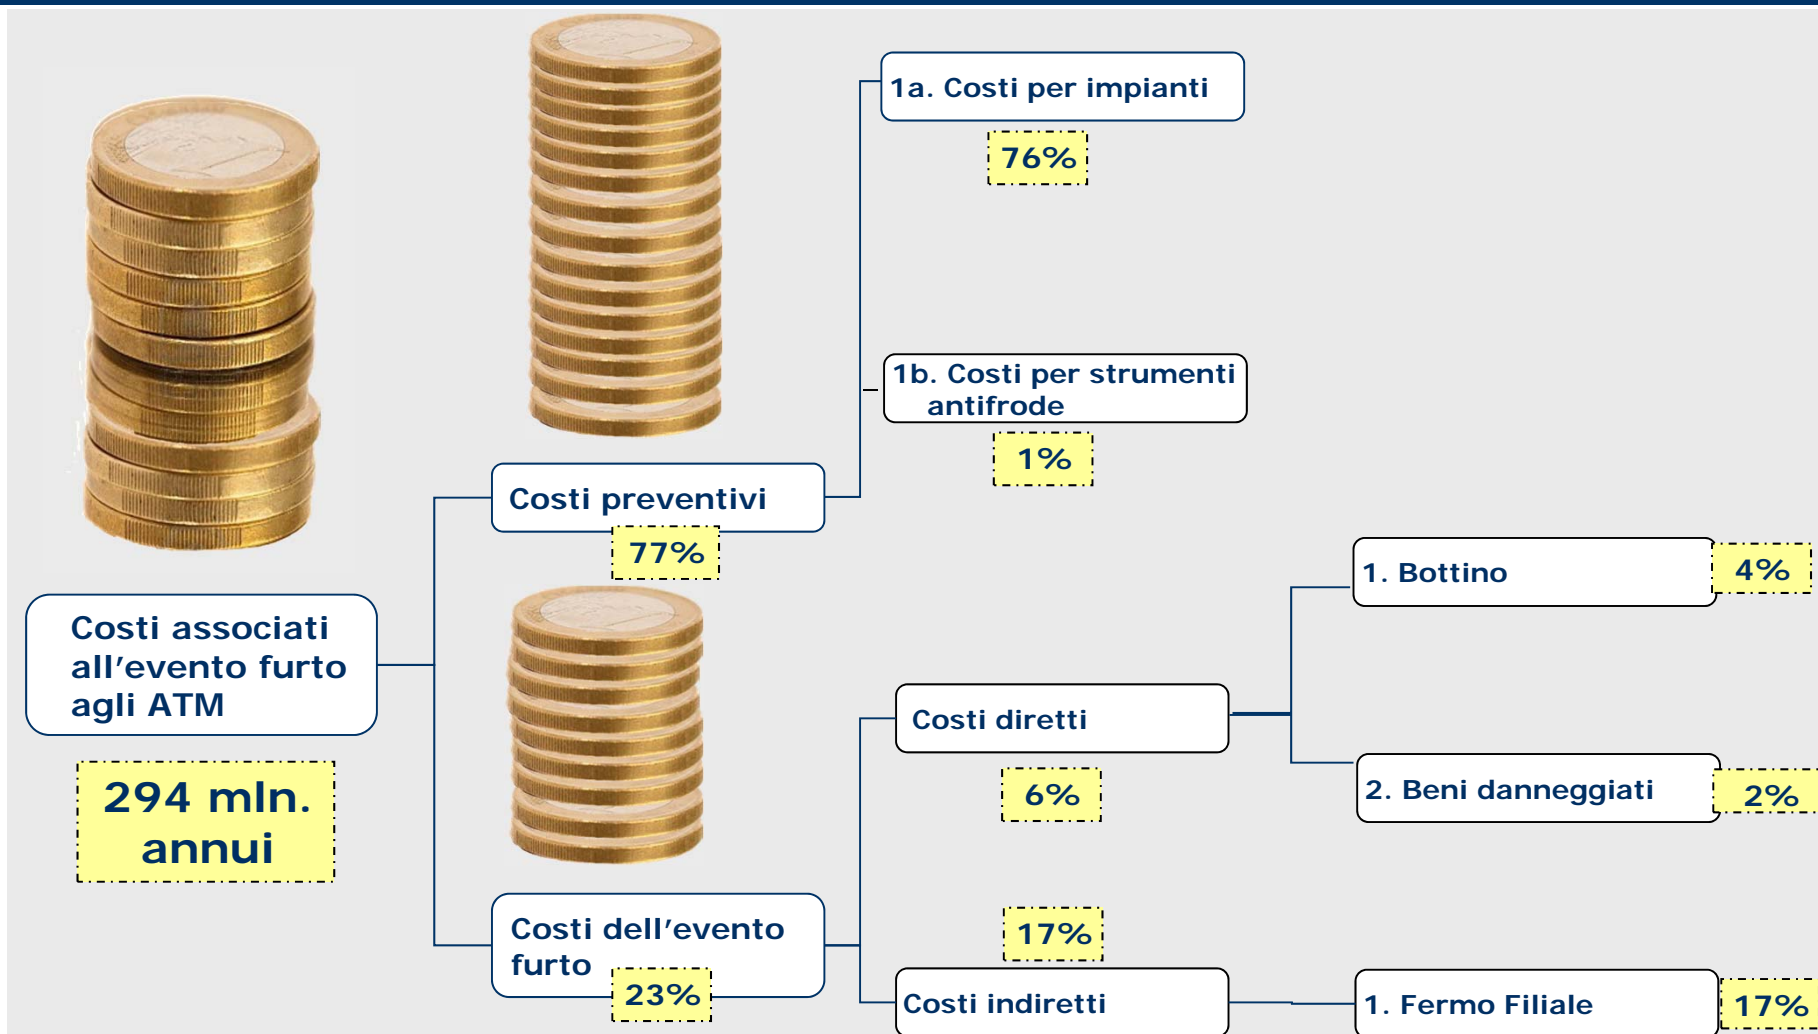 1a. Costi per impianti
76%
1b. Costi per strumenti
antifrode
1%
Costi preventivi
77%
1. Bottino
4%
Costi associati
all'evento furto
agli ATM
294 mln.
annui
Costi diretti
6%
2. Beni danneggiati
2%
Costi dell'evento
furto
23%
17%
Costi indiretti
1. Fermo Filiale
17%